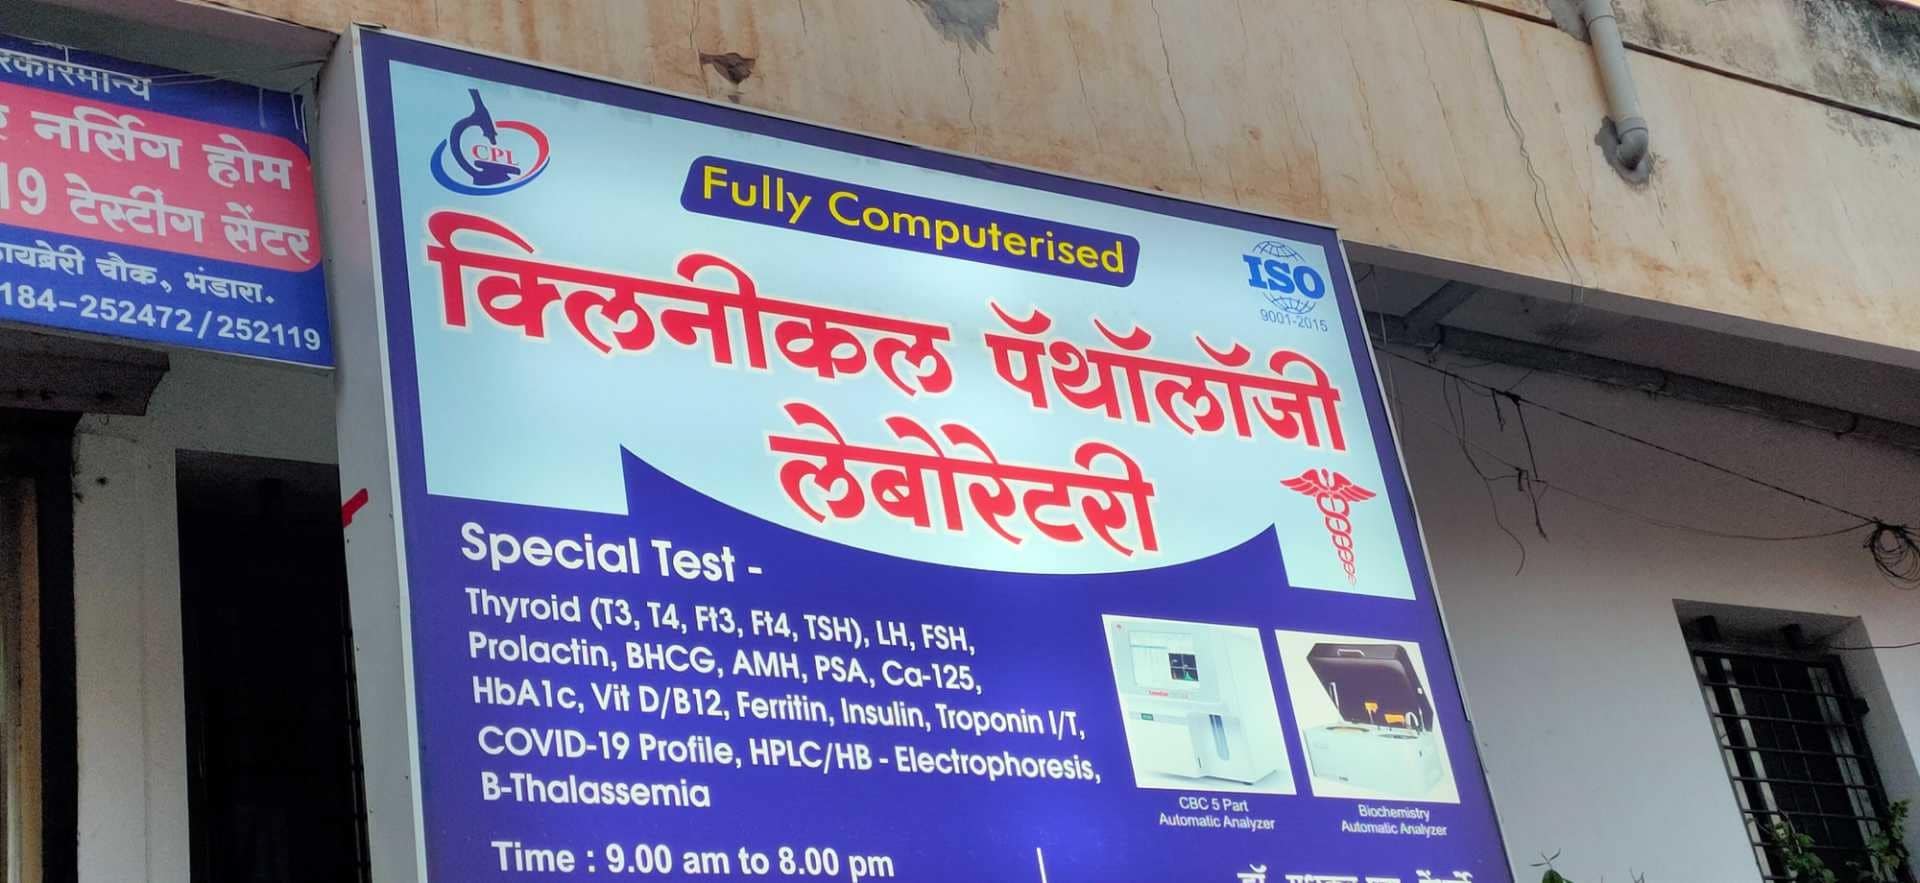 नर्सिंग होम
19 टेस्टींग सेंटर
चौक, भंडारा.
184-252472/252119
CPL
Fully Computerised
ISO
9001-2015
क्लिनीकल पॅथॉलॉजी
लेबोरेटरी
Special Test -
Thyroid (T3, T4, Ft3, Ft4, TSH), LH, FSH,
Prolactin, BHCG, AMH, PSA, Ca-125,
HbA1c, Vit D/B12, Ferritin, Insulin, Troponin I/T,
COVID-19 Profile, HPLC/HB - Electrophoresis,
B-Thalassemia
CBC 5 Part
Automatic Analyzer
Biochemistry
Automatic Analyzer
Time : 9.00 am to 8.00 pm